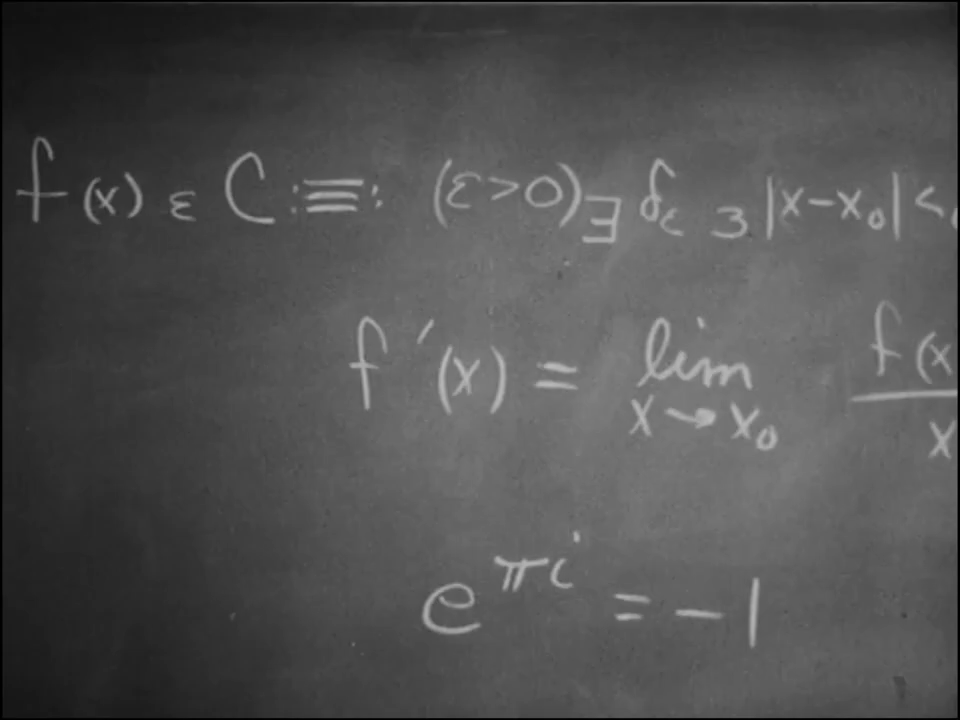 f(x) ε C :≡: (ε>0) ∃ δε ∋ |x-x₀| <
f'(x) = lim x→x₀ f(x / x
e^πi = -1